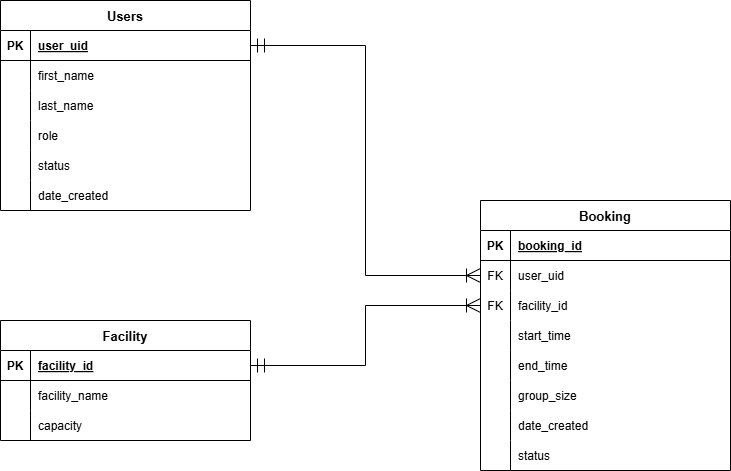 Users
PK user_uid
first_name
last_name
role
status
date_created
Facility
PK facility_id
facility_name
capacity
Booking
PK booking_id
FK user_uid
FK facility_id
start_time
end_time
group_size
date_created
status